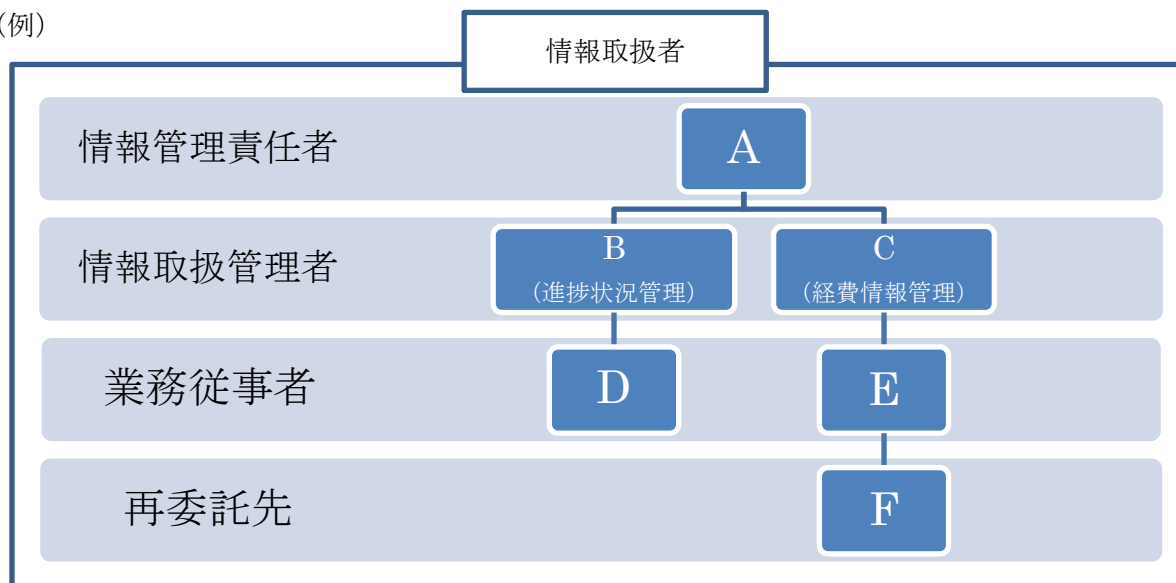 (例)
情報取扱者
情報管理責任者
A
情報取扱管理者
B
（進捗状況管理）
C
（経費情報管理）
業務従事者
D
E
再委託先
F